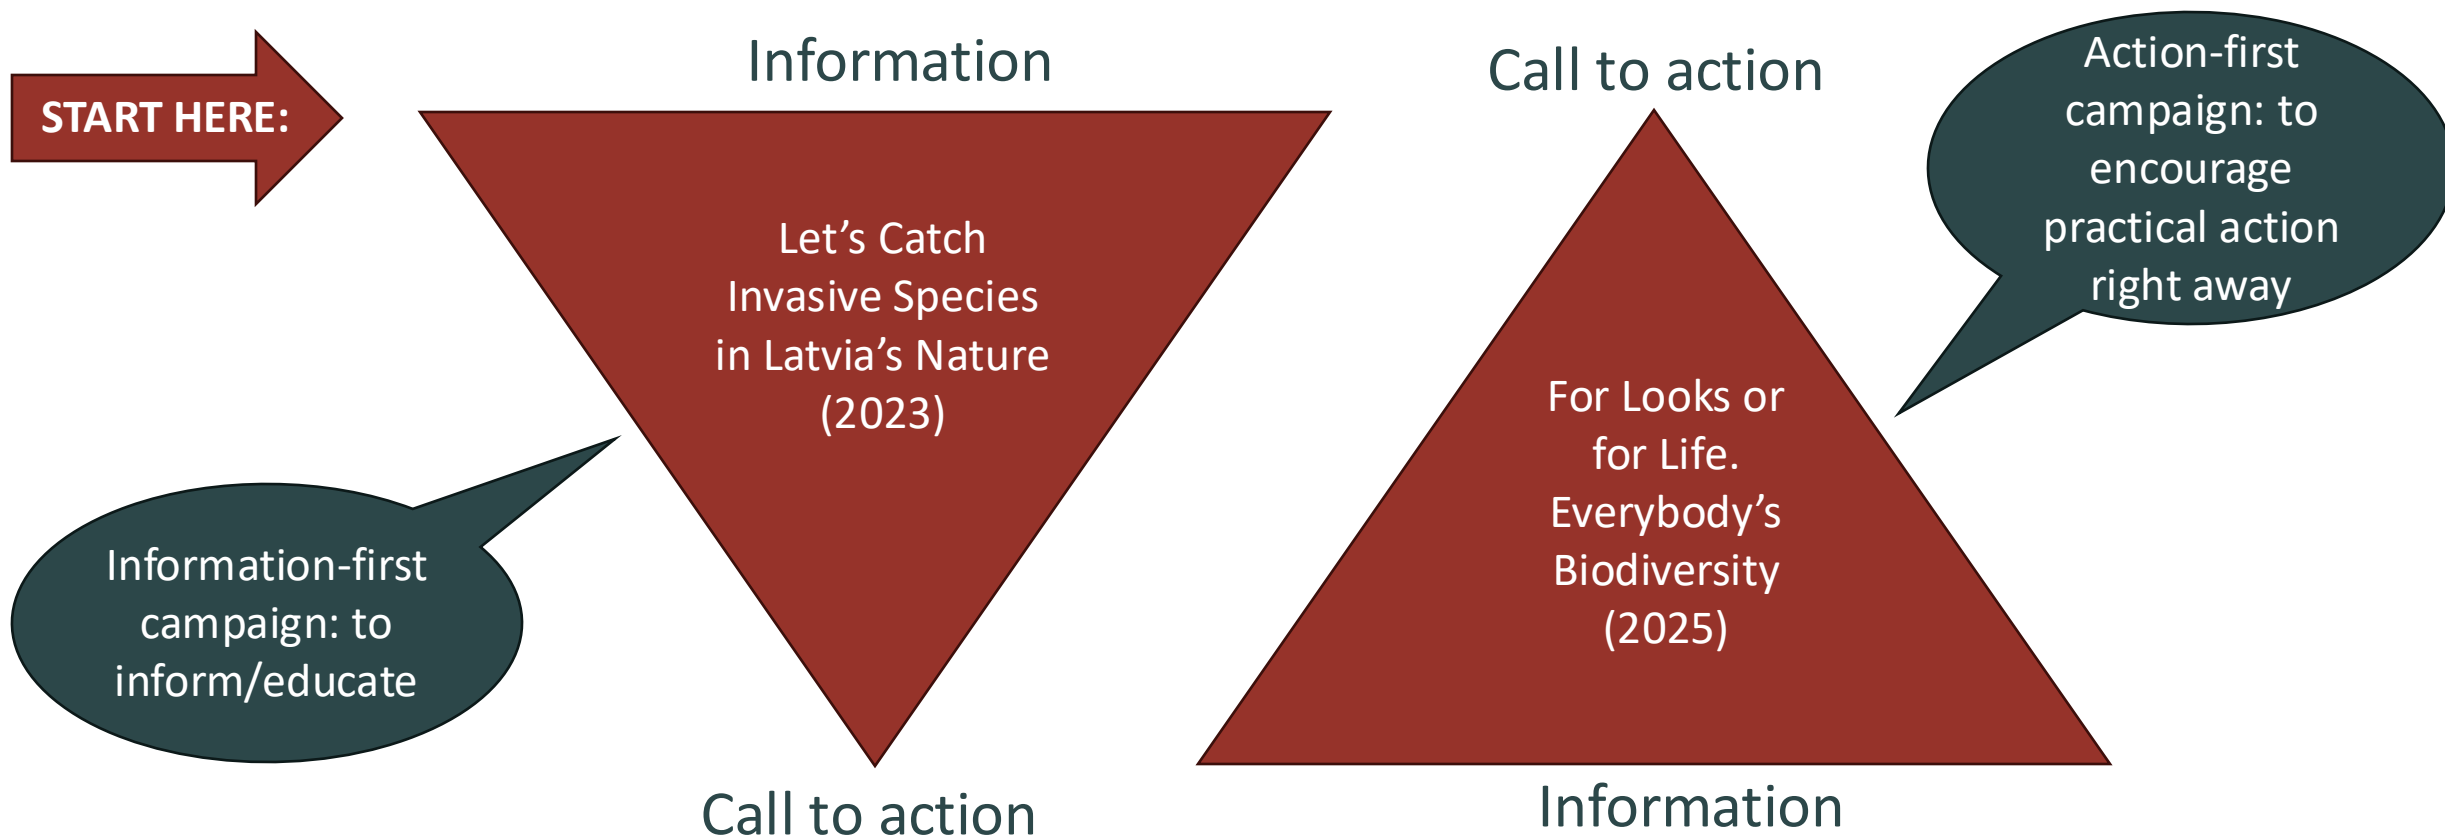 START HERE:
Information
Let’s Catch
Invasive Species
in Latvia’s Nature
(2023)
Call to action
Information-first
campaign: to
inform/educate
Call to action
For Looks or
for Life.
Everybody’s
Biodiversity
(2025)
Information
Action-first
campaign: to
encourage
practical action
right away